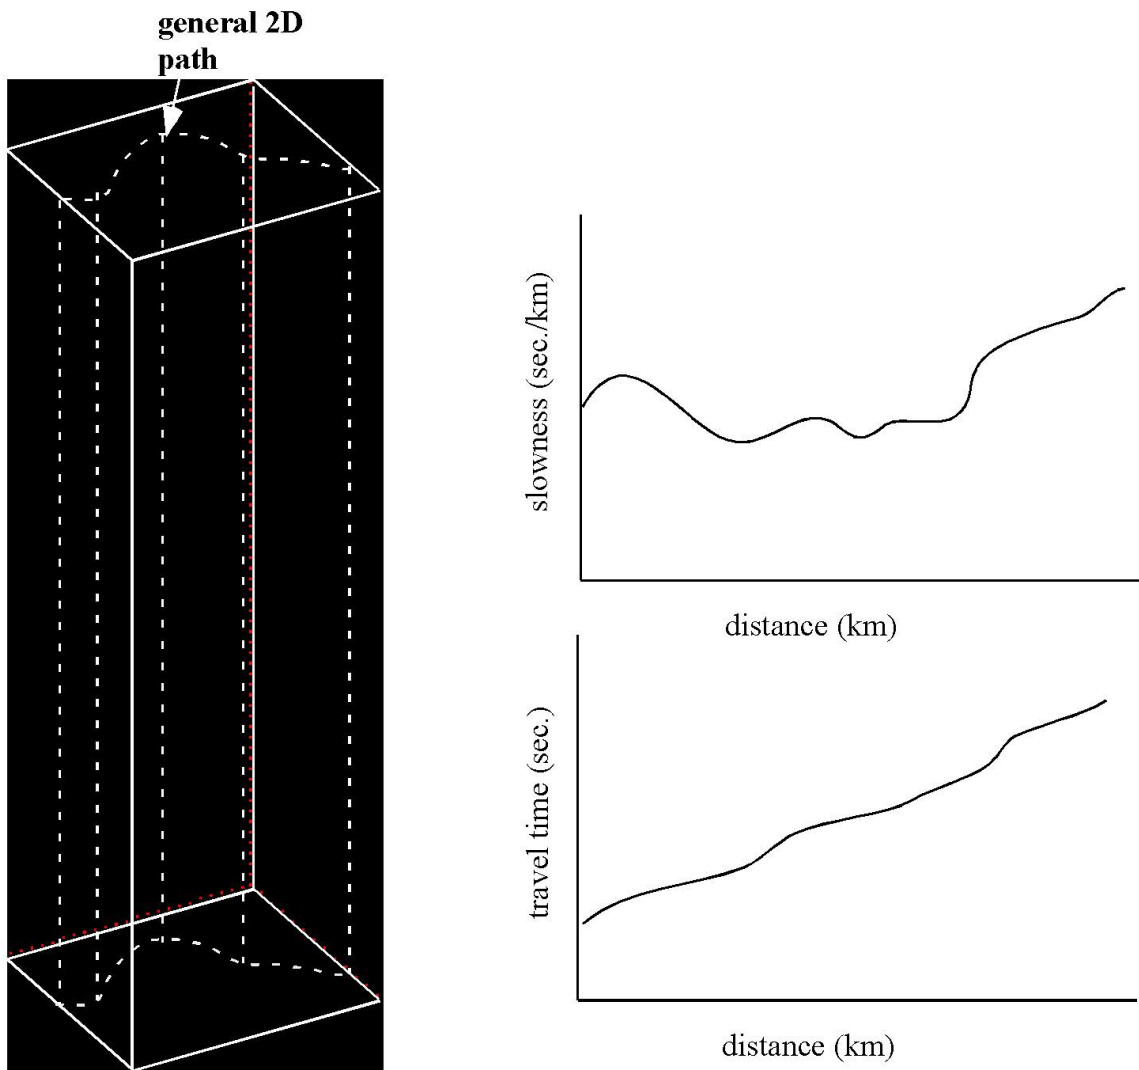 general 2D
path
slowness (sec./km)
distance (km)
travel time (sec.)
distance (km)